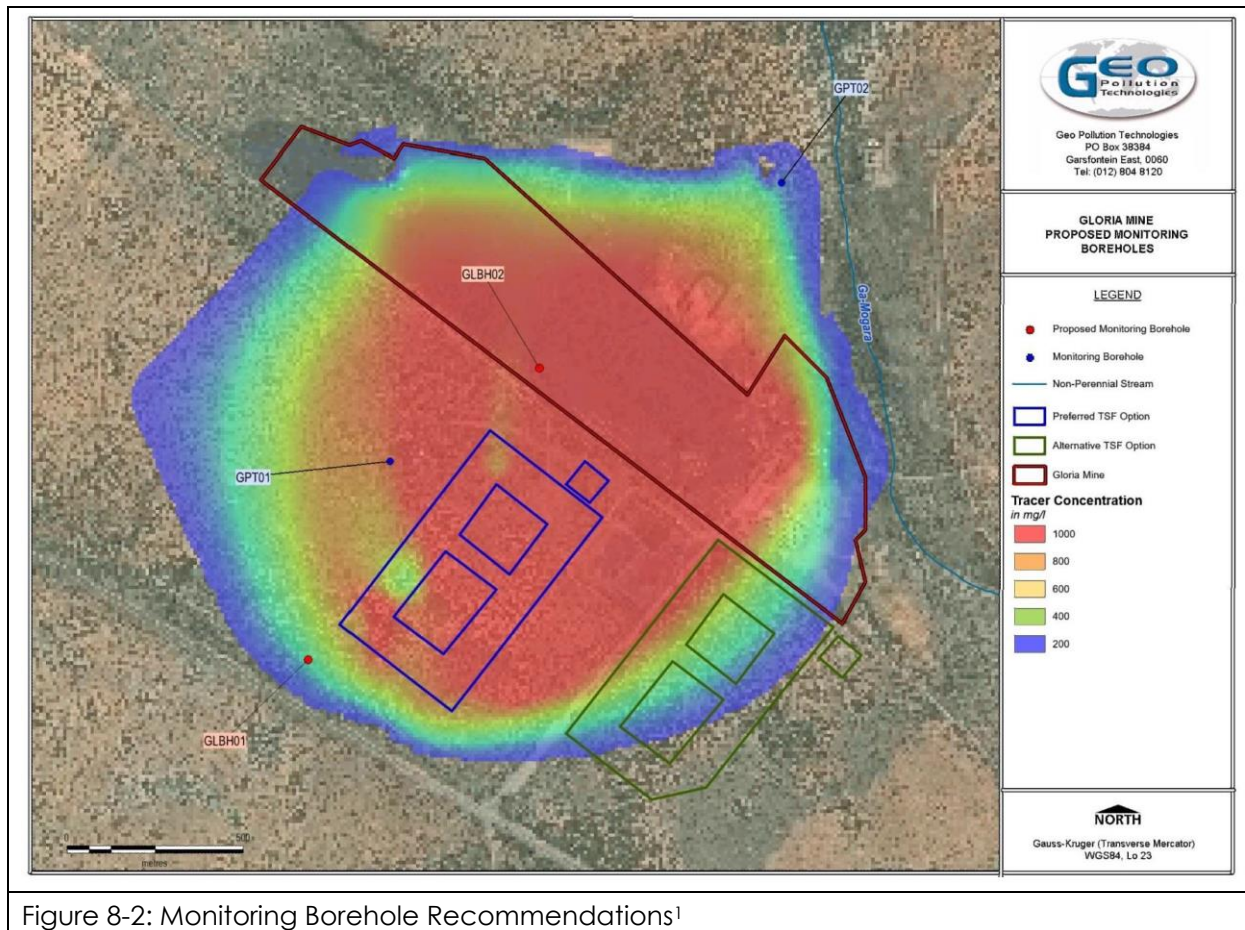 GPT02
GLBH02
Ga-Mogara
GPT01
GLBH01
0
500
metres
GEO
Pollution
Technologies
Geo Pollution Technologies
PO Box 38384
Garsfontein East, 0060
Tel: (012) 804 8120
GLORIA MINE
PROPOSED MONITORING
BOREHOLES
LEGEND
Proposed Monitoring Borehole
Monitoring Borehole
Non-Perennial Stream
Preferred TSF Option
Alternative TSF Option
Gloria Mine
Tracer Concentration
in mg/l
1000
800
600
400
200
NORTH
Gauss-Kruger (Transverse Mercator)
WGS84, Lo 23
Figure 8-2: Monitoring Borehole Recommendations¹